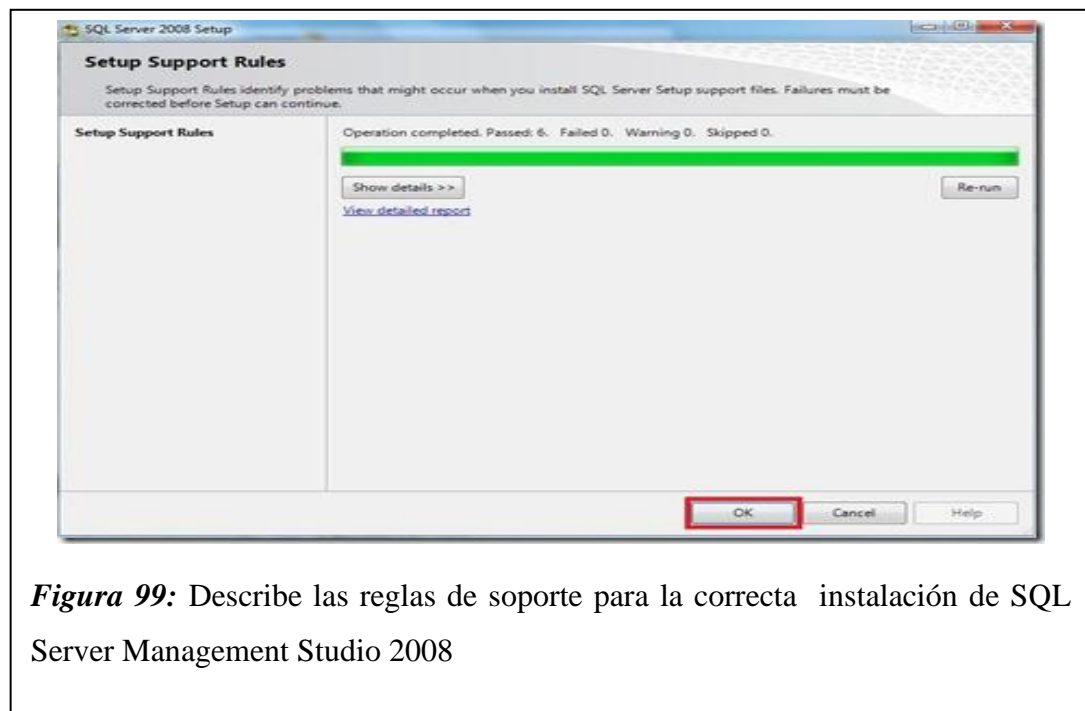 SQL Server 2008 Setup
Setup Support Rules
Setup Support Rules identify problems that might occur when you install SQL Server Setup support files. Failures must be
corrected before Setup can continue.
Setup Support Rules
Operation completed. Passed: 6. Failed 0. Warning 0. Skipped 0.
Show details >>
Re-run
View detailed report
OK
Cancel
Help
Figura 99: Describe las reglas de soporte para la correcta instalación de SQL
Server Management Studio 2008